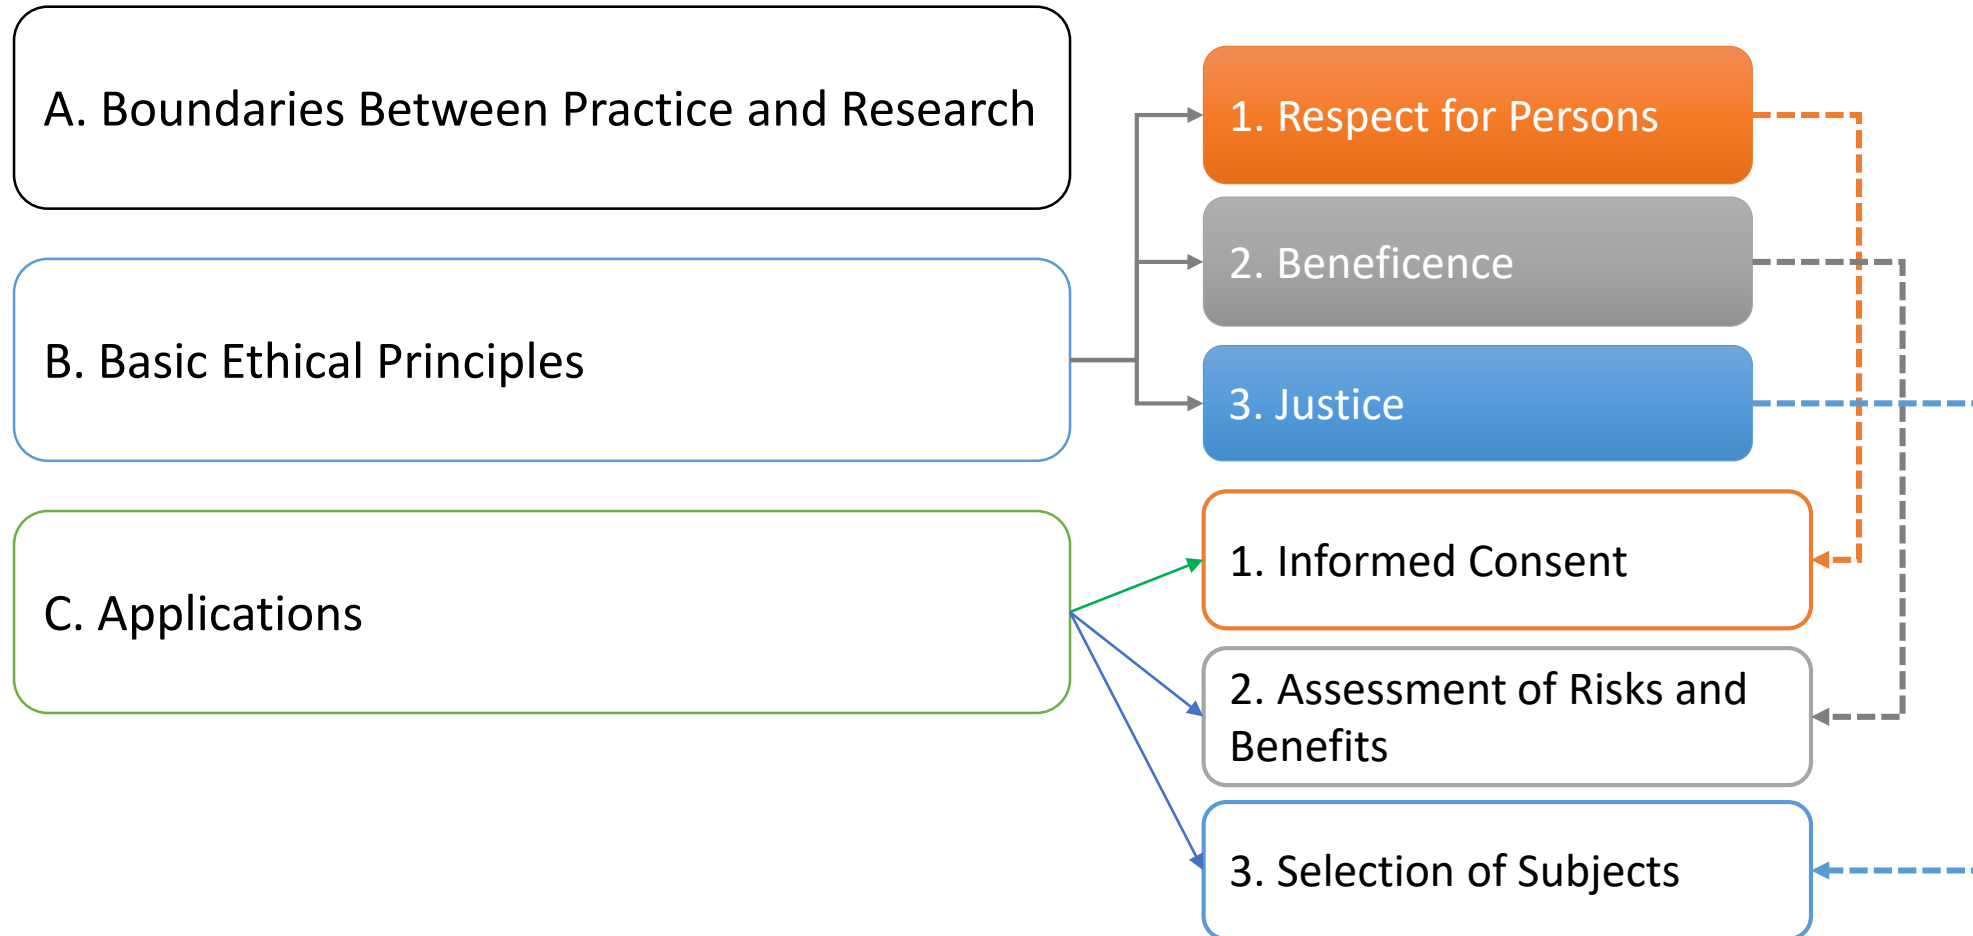 A. Boundaries Between Practice and Research
B. Basic Ethical Principles
C. Applications
1. Respect for Persons
2. Beneficence
3. Justice
1. Informed Consent
2. Assessment of Risks and
Benefits
3. Selection of Subjects